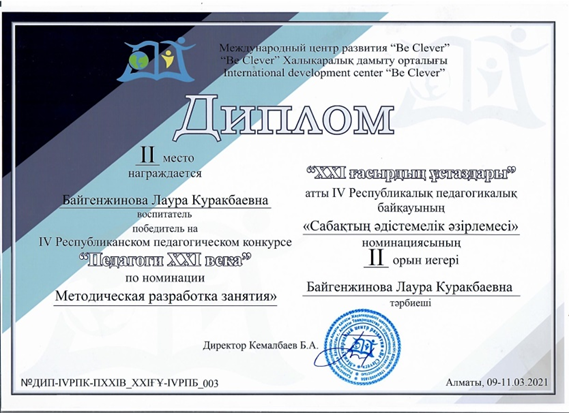 Международный центр развития “Be Clever”
“Be Clever” Халықаралық дамыту орталығы
International development center “Be Clever”
Диплом
II место
награждается
Байгенжинова Лаура Куракбаевна
воспитатель
победитель на
IV Республиканском педагогическом конкурсе
“Педагоги XXI века”
по номинации
Методическая разработка занятия»
“XXI ғасырдың ұстаздары”
атты IV Республикалық педагогикалық
байқауының
«Сабақтың әдістемелік әзірлемесі»
номинациясының
II орын иегері
Байгенжинова Лаура Куракбаевна
тәрбиеші
Директор Кемалбаев Б.А.
№ДИП-IVРПК-ПХХIВ_ХХIҒҰ-IVРПБ_003
Алматы, 09-11.03.2021